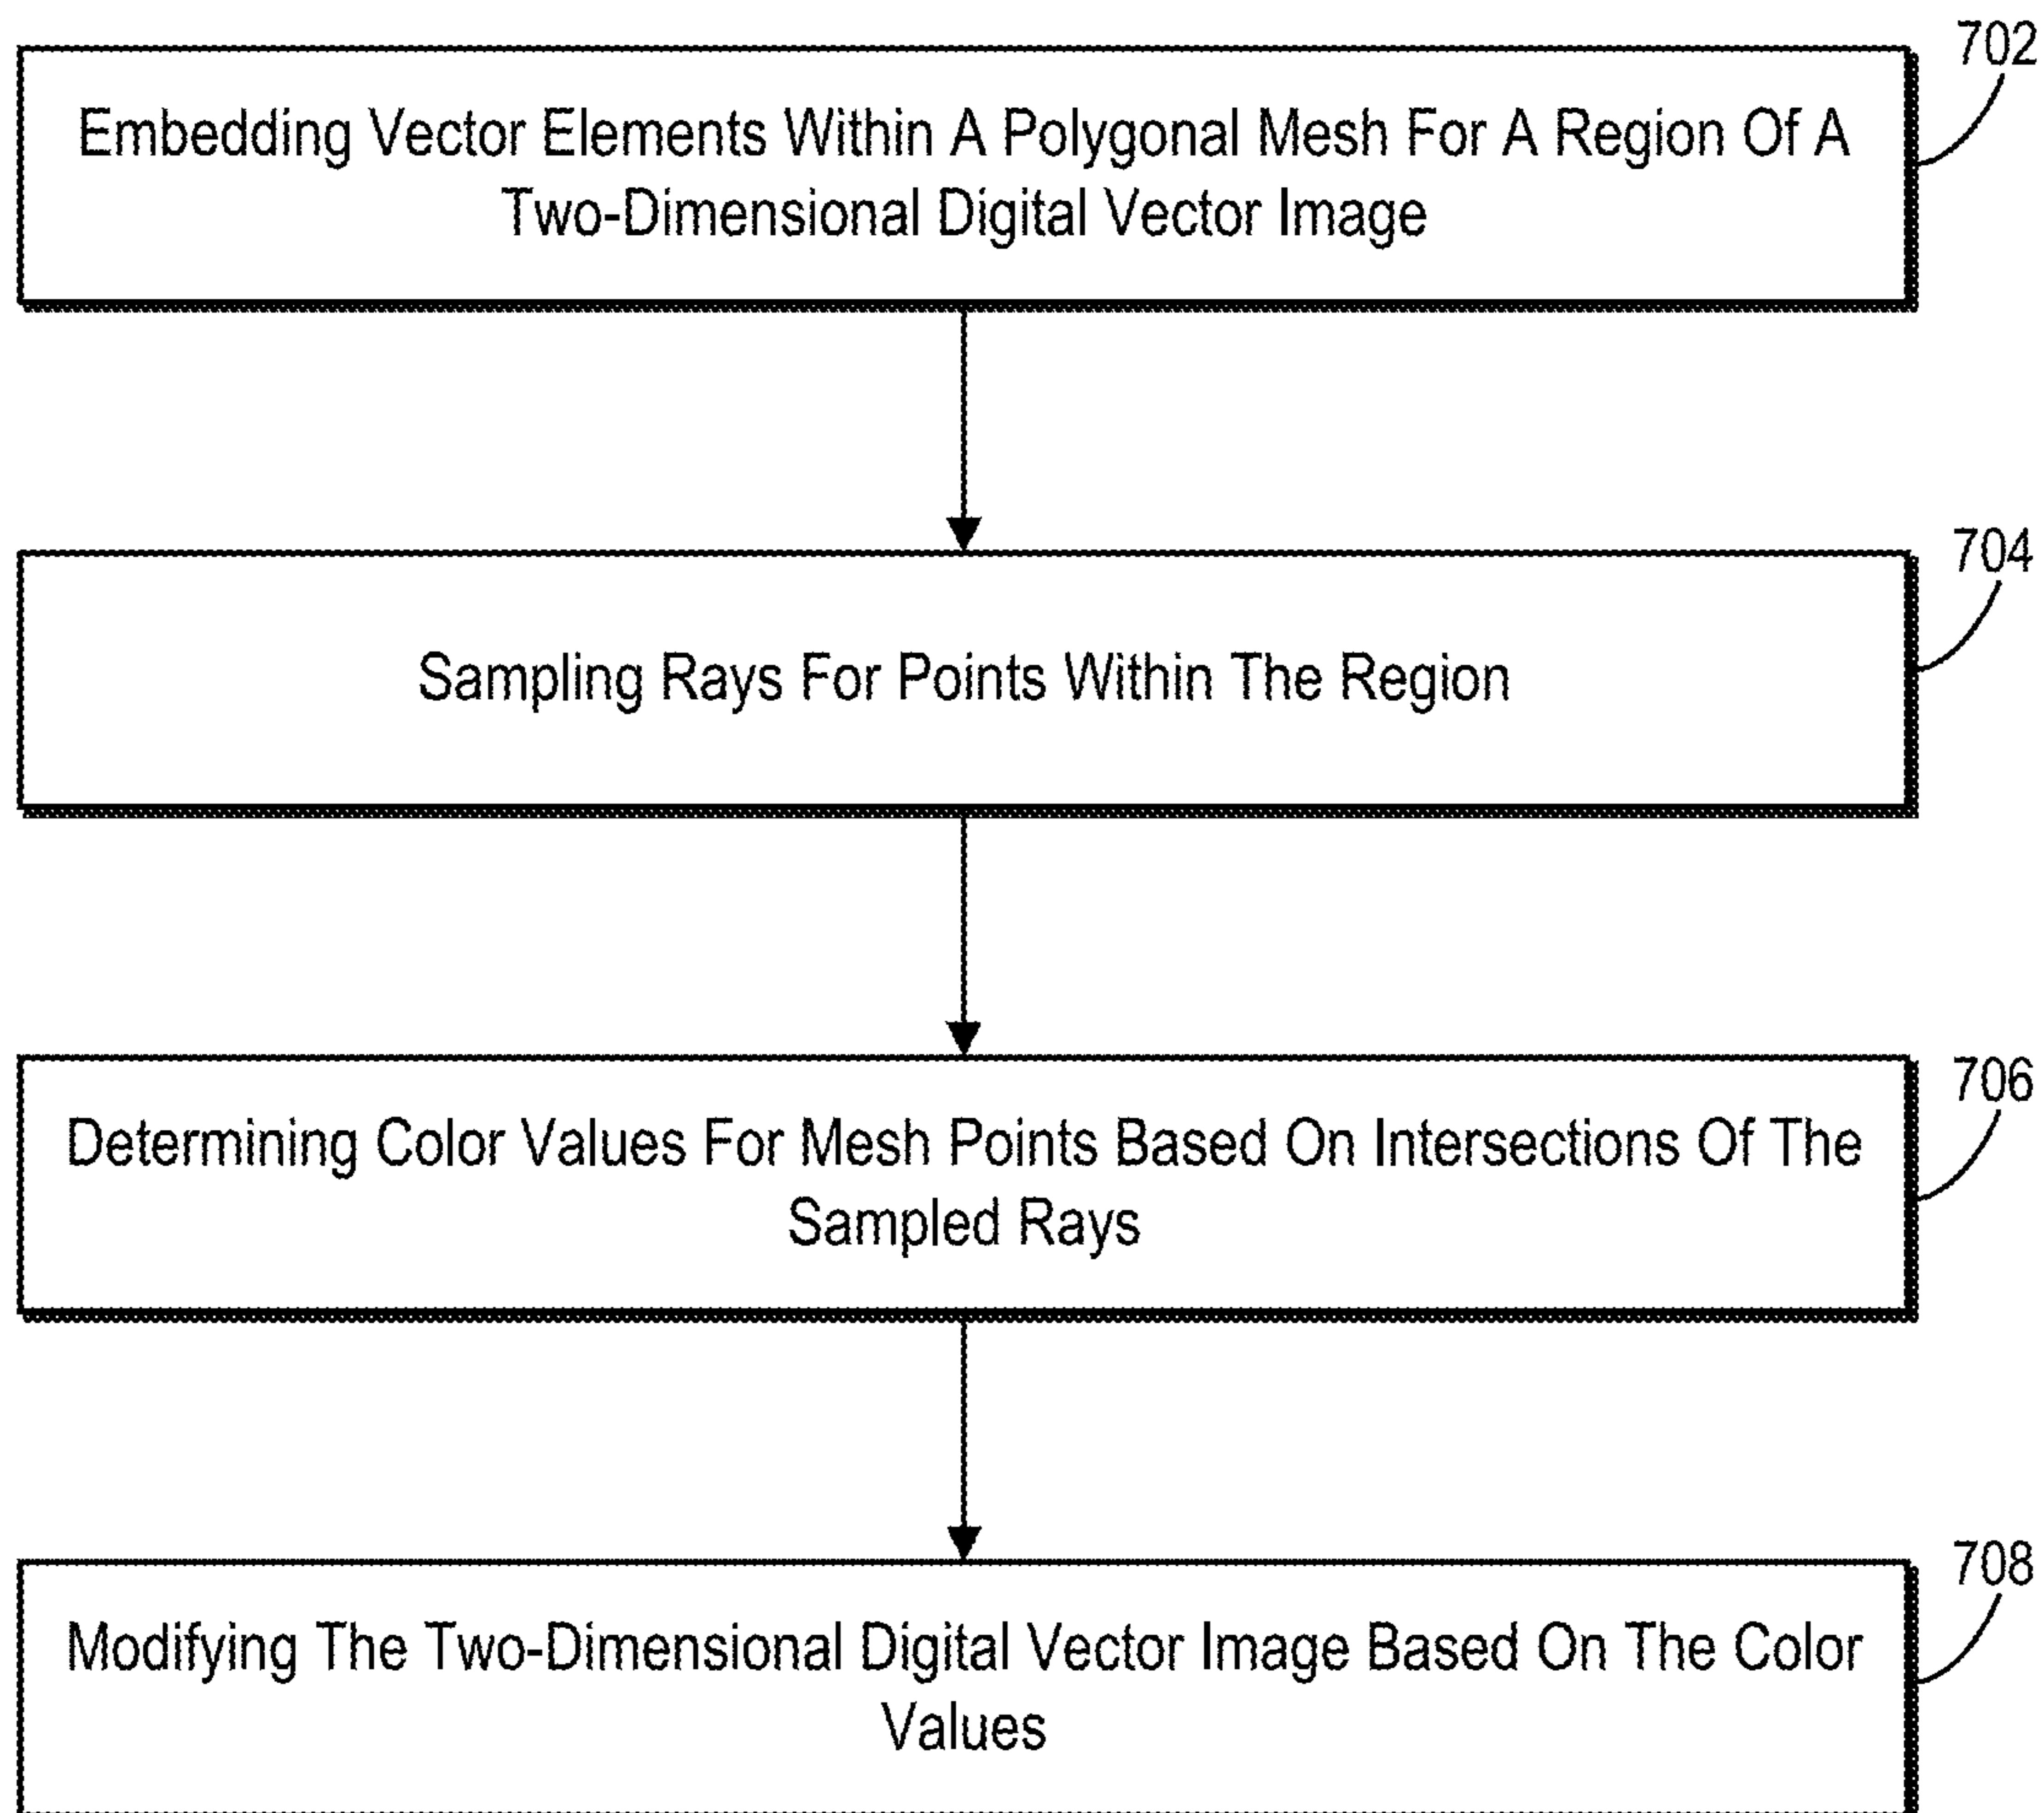 702
Embedding Vector Elements Within A Polygonal Mesh For A Region Of A
Two-Dimensional Digital Vector Image
704
Sampling Rays For Points Within The Region
706
Determining Color Values For Mesh Points Based On Intersections Of The
Sampled Rays
708
Modifying The Two-Dimensional Digital Vector Image Based On The Color
Values